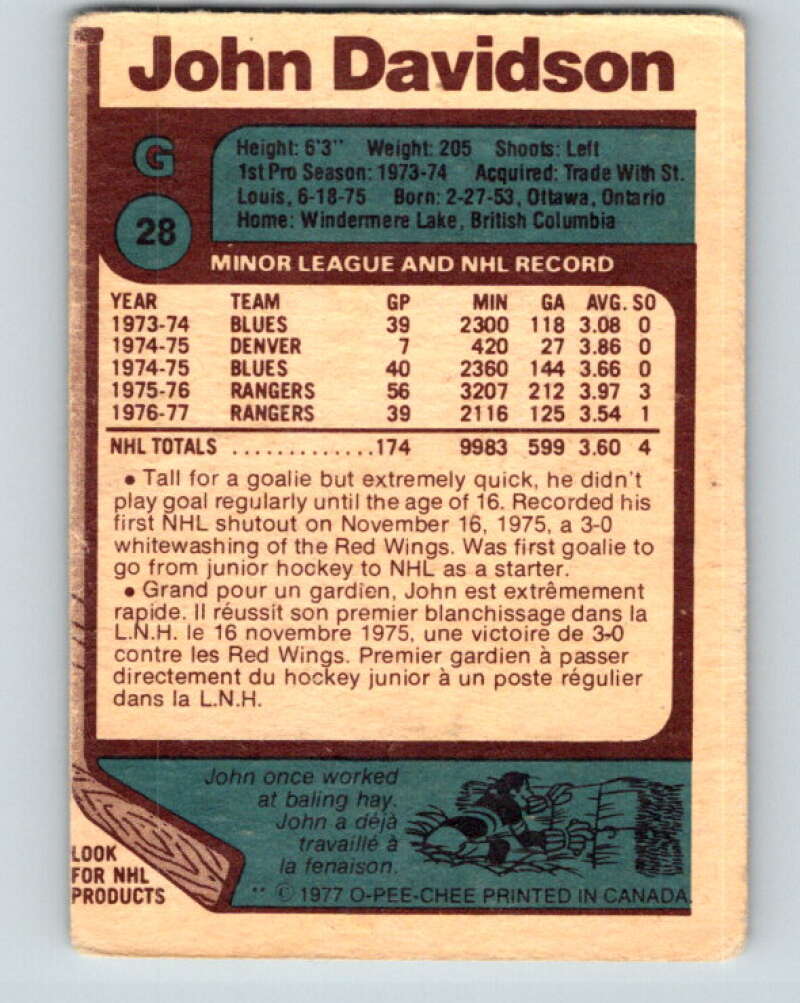 John Davidson
G
28
Height: 6'3" Weight: 205 Shoots: Left
1st Pro Season: 1973-74 Acquired: Trade With St.
Louis, 6-18-75 Born: 2-27-53, Ottawa, Ontario
Home: Windermere Lake, British Columbia
MINOR LEAGUE AND NHL RECORD
YEAR TEAM GP MIN GA AVG. SO
1973-74 BLUES 39 2300 118 3.08 0
1974-75 DENVER 7 420 27 3.86 0
1974-75 BLUES 40 2360 144 3.66 0
1975-76 RANGERS 56 3207 212 3.97 3
1976-77 RANGERS 39 2116 125 3.54 1
NHL TOTALS .............174 9983 599 3.60 4
• Tall for a goalie but extremely quick, he didn't
play goal regularly until the age of 16. Recorded his
first NHL shutout on November 16, 1975, a 3-0
whitewashing of the Red Wings. Was first goalie to
go from junior hockey to NHL as a starter.
• Grand pour un gardien, John est extrêmement
rapide. Il réussit son premier blanchissage dans la
L.N.H. le 16 novembre 1975, une victoire de 3-0
contre les Red Wings. Premier gardien à passer
directement du hockey junior à un poste régulier
dans la L.N.H.
John once worked
at baling hay.
John a déjà
travaillé à
la fenaison.
LOOK
FOR NHL
PRODUCTS
** © 1977 O-PEE-CHEE PRINTED IN CANADA.